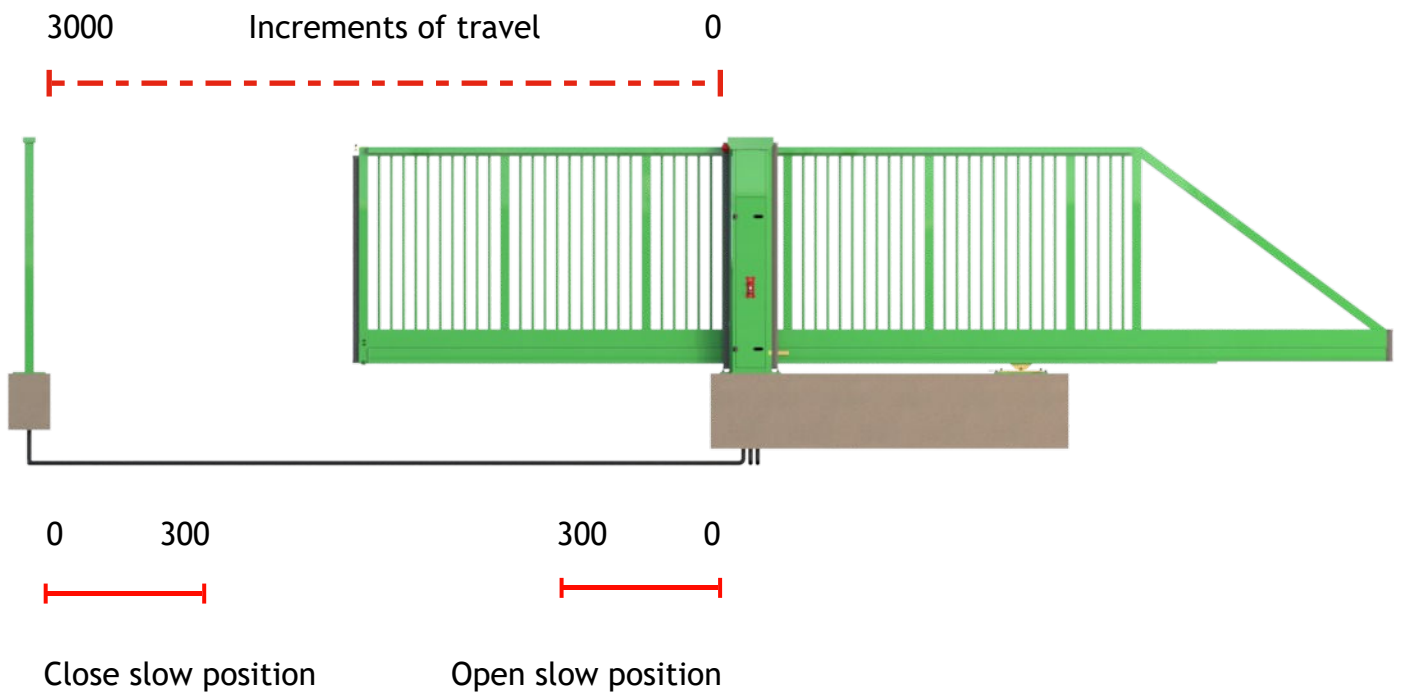 3000 Increments of travel 0
0 300 300 0
Close slow position Open slow position